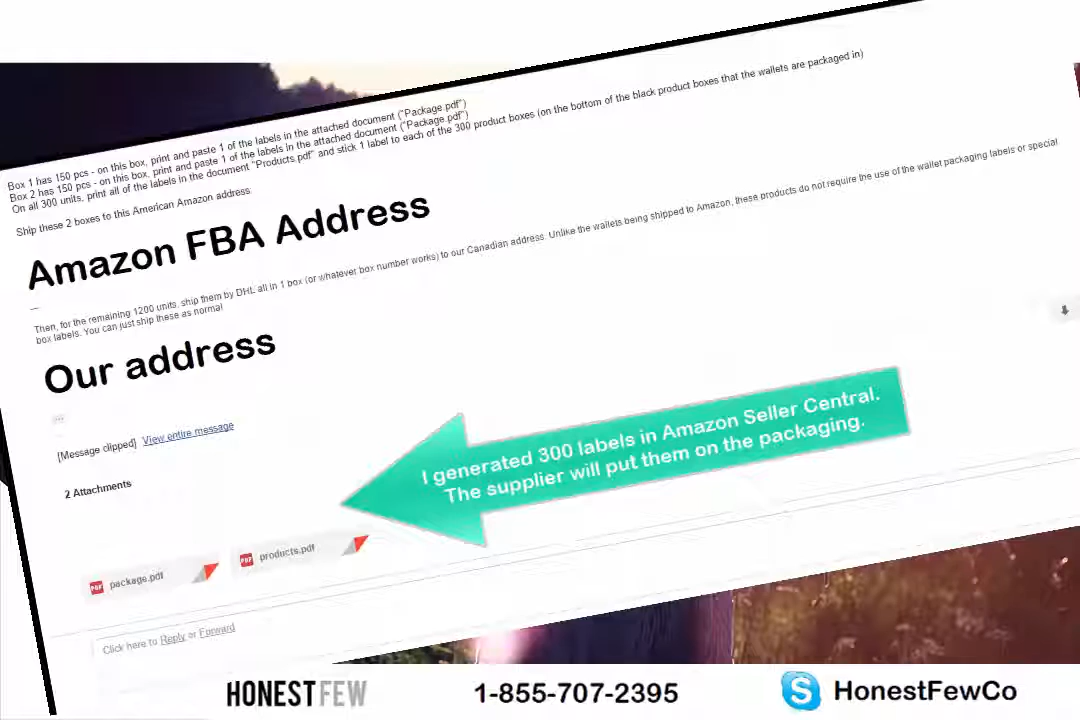 Box 1 has 150 pcs - on this box, print and paste 1 of the labels in the attached document ("Package.pdf")
Box 2 has 150 pcs - on this box, print and paste 1 of the labels in the attached document ("Package.pdf")
On all 300 units, print all of the labels in the document "Products.pdf" and stick 1 label to each of the 300 product boxes (on the bottom of the black product boxes that the wallets are packaged in)
Ship these 2 boxes to this American Amazon address.
Amazon FBA Address
Then, for the remaining 1200 units, ship them by DHL all in 1 box (or whatever box number works) to our Canadian address. Unlike the wallets being shipped to Amazon, these products do not require the use of the wallet packaging labels or special
box labels. You can just ship these as normal
Our address
[Message clipped] View entire message
2 Attachments
I generated 300 labels in Amazon Seller Central.
The supplier will put them on the packaging.
PDF package.pdf
PDF products.pdf
Click here to Reply or Forward
HONESTFEW
1-855-707-2395
HonestFewCo